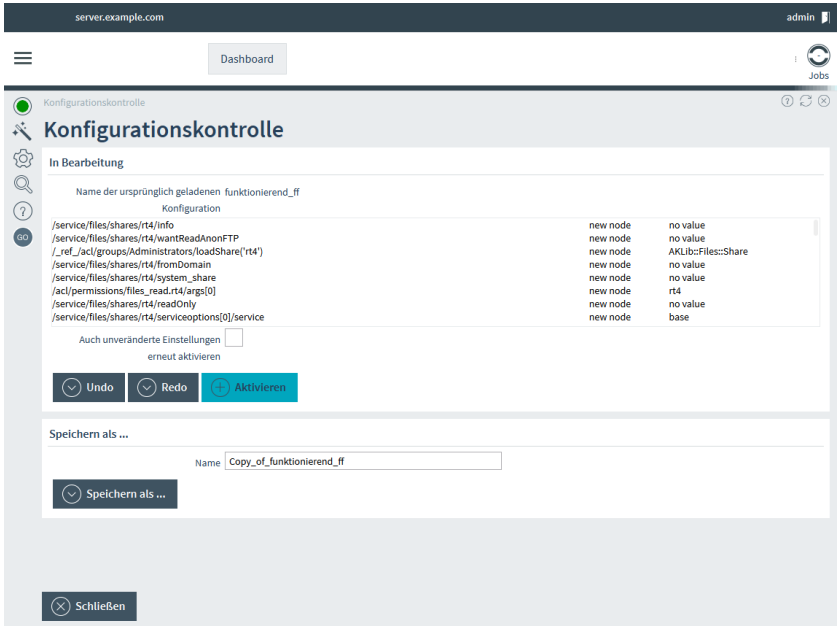 server.example.com admin
Dashboard
Jobs
Konfigurationskontrolle
Konfigurationskontrolle
In Bearbeitung
Name der ursprünglich geladenen funktionierend_ff
Konfiguration
/service/files/shares/rt4/info new node no value
/service/files/shares/rt4/wantReadAnonFTP new node no value
/_ref_/acl/groups/Administrators/loadShare('rt4') new node AKLib::Files::Share
/service/files/shares/rt4/fromDomain new node no value
/service/files/shares/rt4/system_share new node no value
/acl/permissions/files_read.rt4/args[0] new node rt4
/service/files/shares/rt4/readOnly new node no value
/service/files/shares/rt4/serviceoptions[0]/service new node base
Auch unveränderte Einstellungen
erneut aktivieren
Undo Redo Aktivieren
Speichern als ...
Name Copy_of_funktionierend_ff
Speichern als ...
GO
Schließen